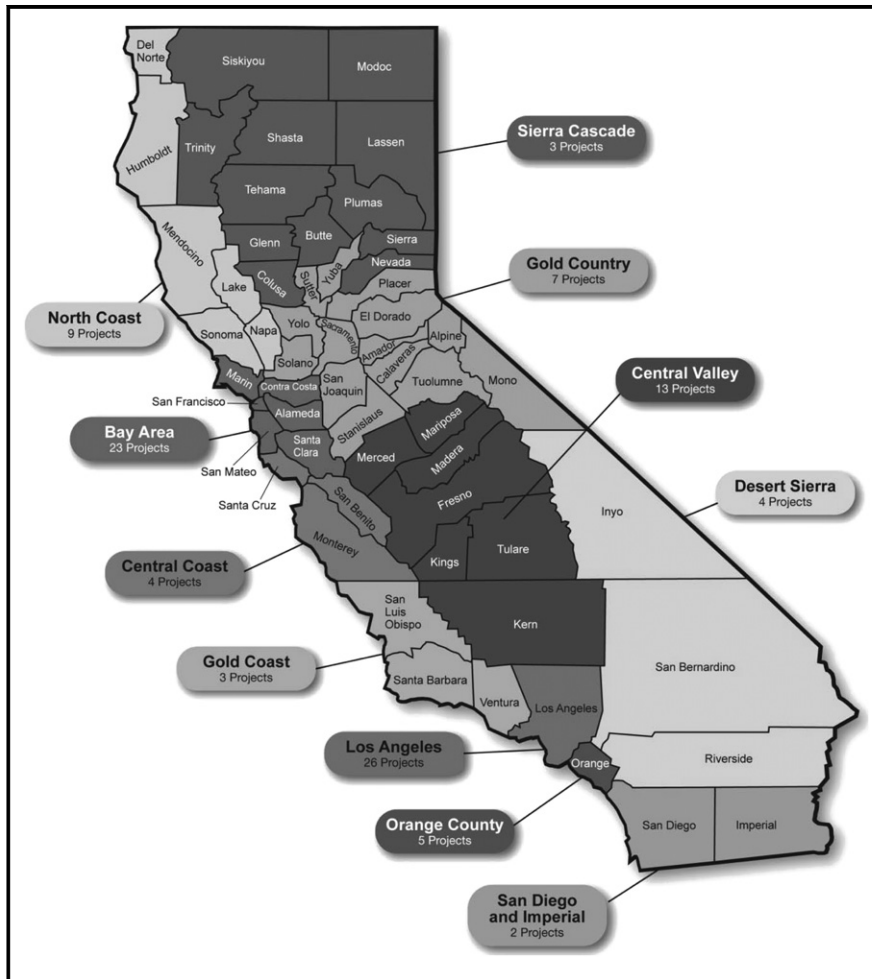 Del
Norte
Siskiyou
Modoc
Humboldt
Trinity
Shasta
Lassen
Sierra Cascade
3 Projects
Tehama
Plumas
Mendocino
Glenn
Butte
Sierra
Nevada
Lake
Colusa
Sutter
Yuba
Placer
Gold Country
7 Projects
North Coast
9 Projects
Sonoma
Napa
Yolo
Sacramento
El Dorado
Alpine
Amador
Calaveras
Solano
Marin
Contra Costa
San
Joaquin
Tuolumne
Mono
Central Valley
13 Projects
San Francisco
Alameda
Stanislaus
Mariposa
Bay Area
23 Projects
Santa
Clara
Merced
Madera
San Mateo
Santa Cruz
San Benito
Fresno
Inyo
Desert Sierra
4 Projects
Monterey
Kings
Tulare
Central Coast
4 Projects
San
Luis
Obispo
Kern
Gold Coast
3 Projects
Santa Barbara
Ventura
Los Angeles
San Bernardino
Los Angeles
26 Projects
Orange
Riverside
Orange County
5 Projects
San Diego
Imperial
San Diego
and Imperial
2 Projects